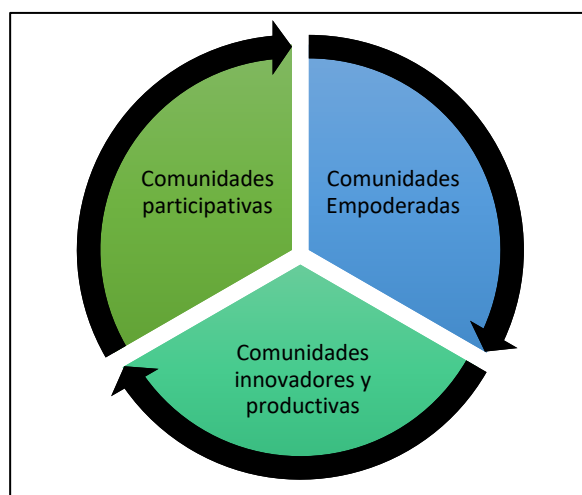 Comunidades
participativas
Comunidades
Empoderadas
Comunidades
innovadores y
productivas